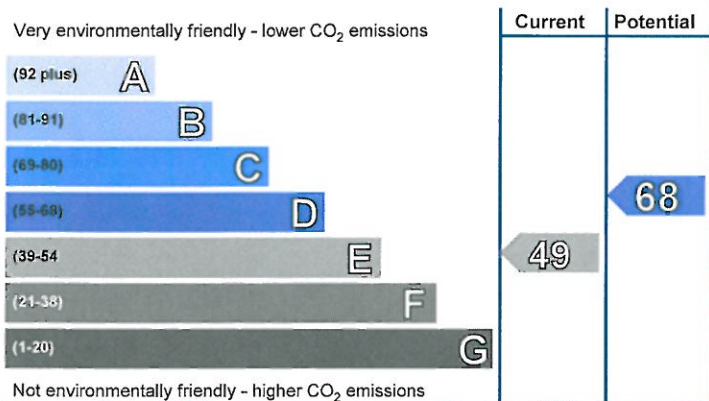 Very environmentally friendly - lower CO₂ emissions
Current
Potential
(92 plus) A
(81-91) B
(69-80) C
(55-68) D
68
(39-54 E
49
(21-38) F
(1-20) G
Not environmentally friendly - higher CO₂ emissions